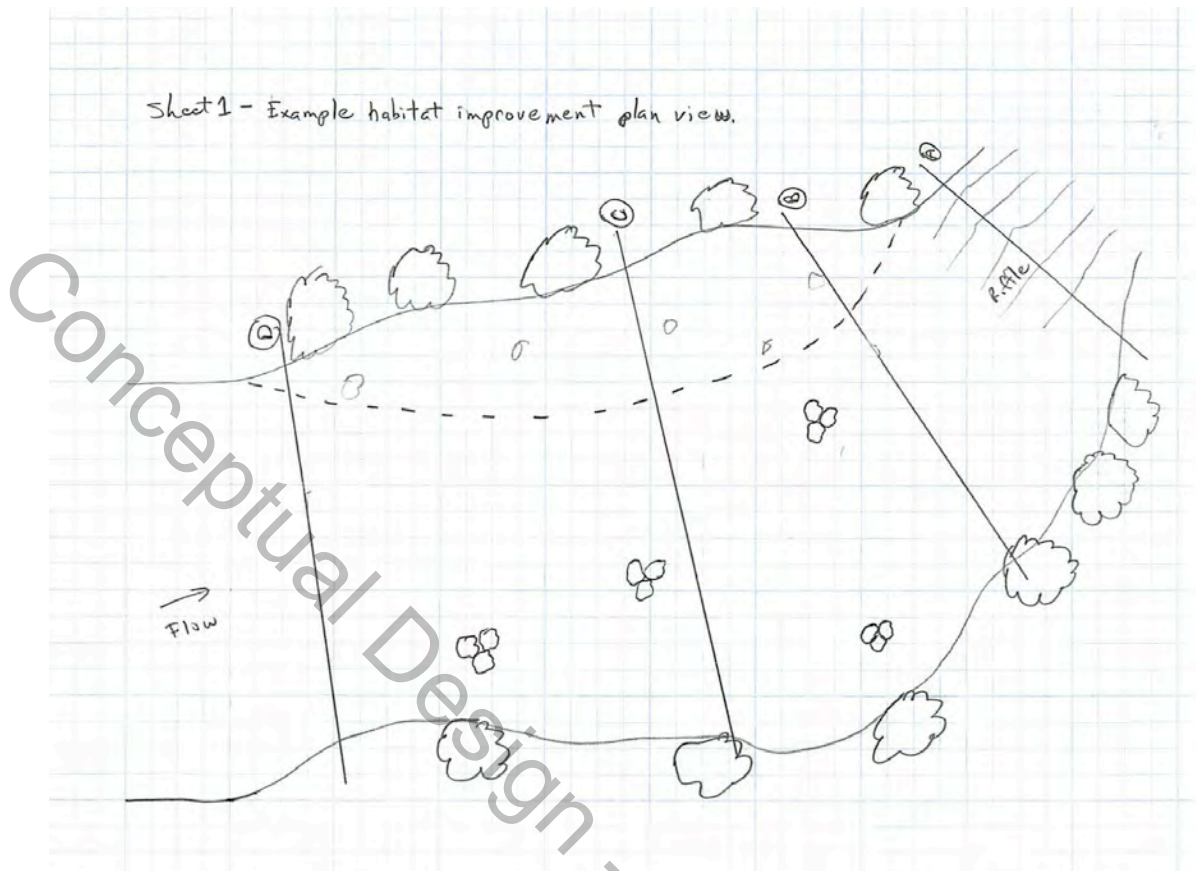 Sheet 1 - Example habitat improvement plan view.
A
B
C
D
Riffle
Flow
Conceptual Design